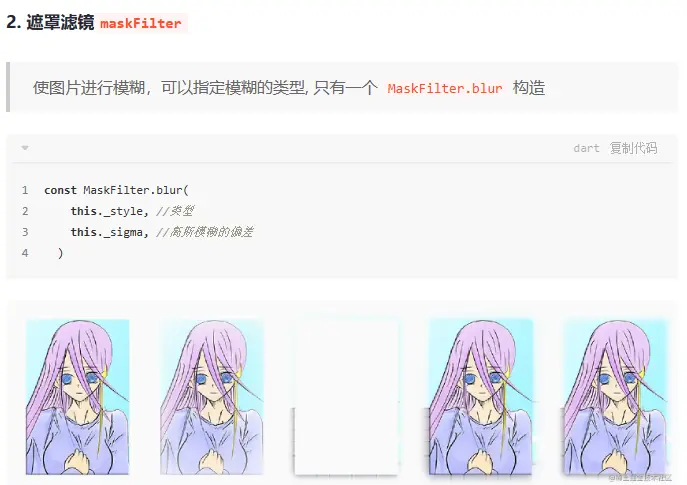 2. 遮罩滤镜 maskFilter
使图片进行模糊，可以指定模糊的类型, 只有一个 MaskFilter.blur 构造
dart 复制代码
1 const MaskFilter.blur(
2 this._style, //类型
3 this._sigma, //高斯模糊的偏差
4 )
@稀土掘金技术社区